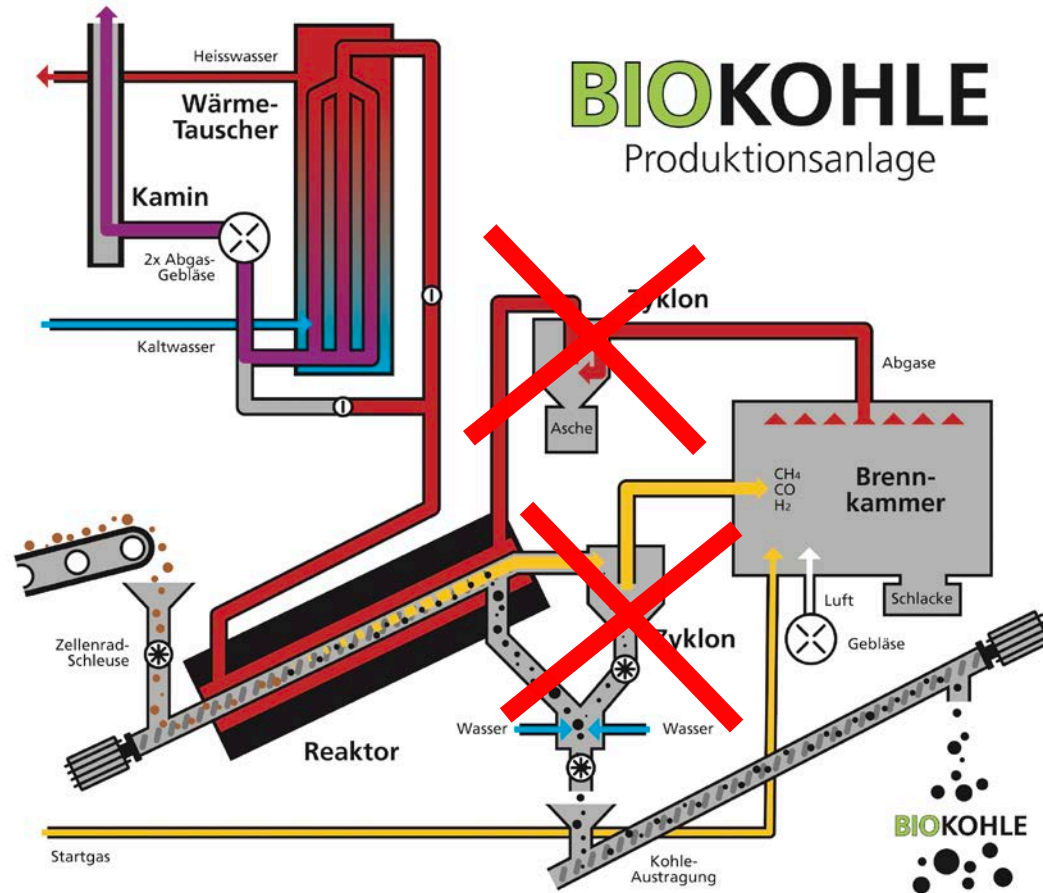 BIOKOHLE
Produktionsanlage
Heisswasser
Wärme-
Tauscher
Kamin
2x Abgas-
Gebläse
Kaltwasser
Zyklon
Abgase
Asche
CH₄
CO
H₂
Brenn-
kammer
Schlacke
Luft
Gebläse
Zellenrad-
Schleuse
Zyklon
Reaktor
Wasser
Wasser
Startgas
Kohle-
Austragung
BIOKOHLE